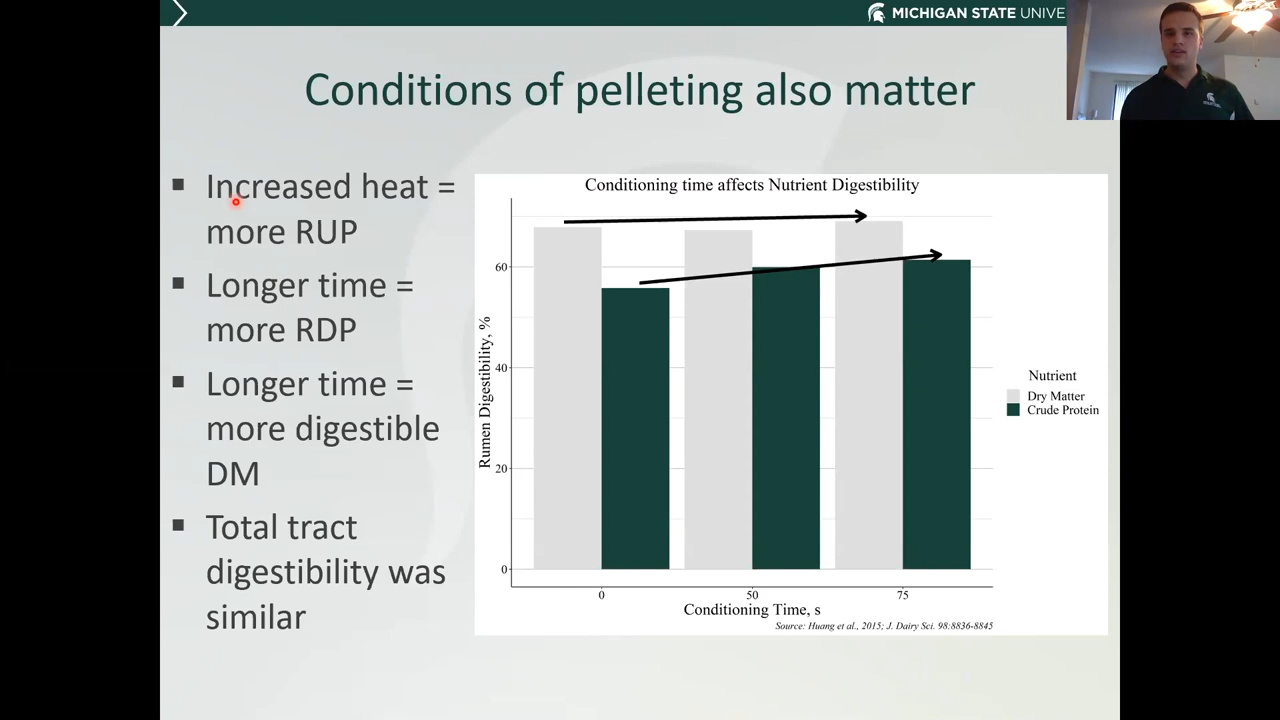 MICHIGAN STATE UNIVE
Conditions of pelleting also matter
Increased heat =
more RUP
Longer time =
more RDP
Longer time =
more digestible
DM
Total tract
digestibility was
similar
Conditioning time affects Nutrient Digestibility
60
40
20
0
Rumen Digestibility, %
0 50 75
Conditioning Time, s
Source: Huang et al., 2015; J. Dairy Sci. 98:8836-8845
Nutrient
Dry Matter
Crude Protein